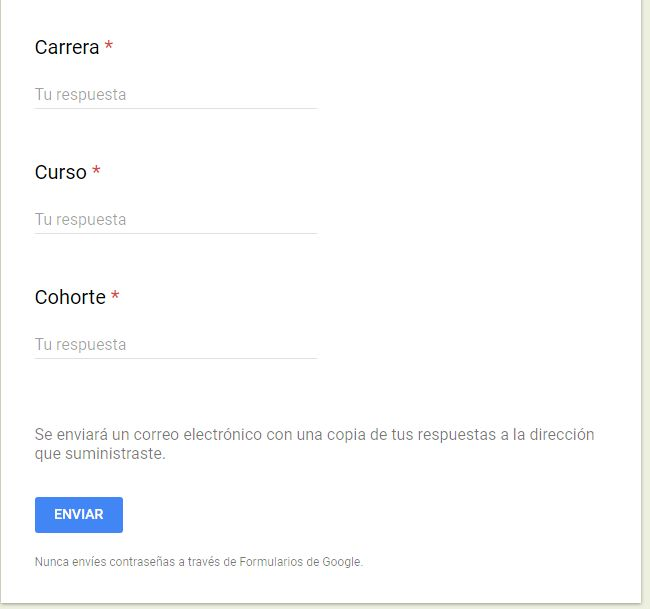 Carrera *
Tu respuesta
Curso *
Tu respuesta
Cohorte *
Tu respuesta
Se enviará un correo electrónico con una copia de tus respuestas a la dirección
que suministraste.
ENVIAR
Nunca envíes contraseñas a través de Formularios de Google.